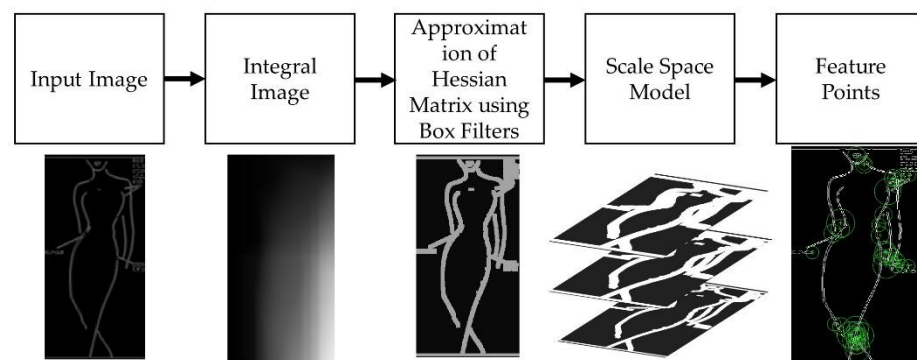 Input Image
Integral
Image
Approximat
ion of
Hessian
Matrix using
Box Filters
Scale Space
Model
Feature
Points